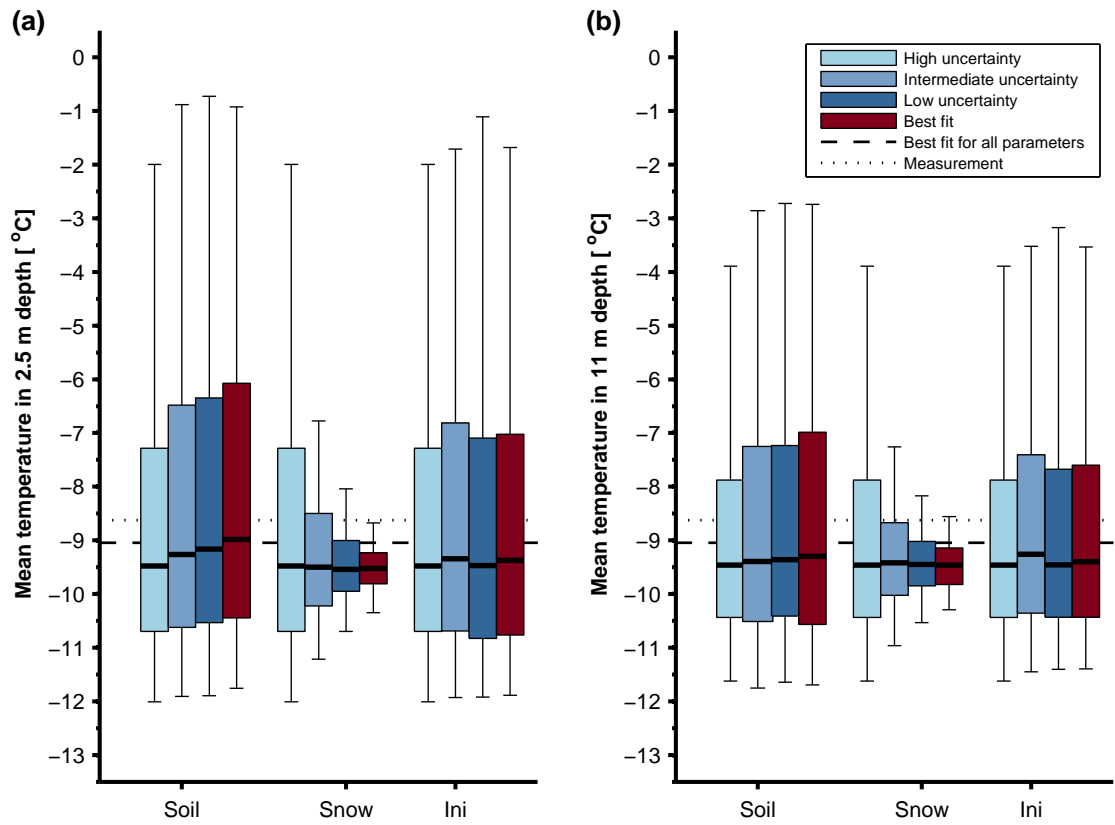 (a)
Mean temperature in 2.5 m depth [ °C]
0
−1
−2
−3
−4
−5
−6
−7
−8
−9
−10
−11
−12
−13
Soil
Snow
Ini
(b)
Mean temperature in 11 m depth [ °C]
0
−1
−2
−3
−4
−5
−6
−7
−8
−9
−10
−11
−12
−13
Soil
Snow
Ini
High uncertainty
Intermediate uncertainty
Low uncertainty
Best fit
Best fit for all parameters
Measurement